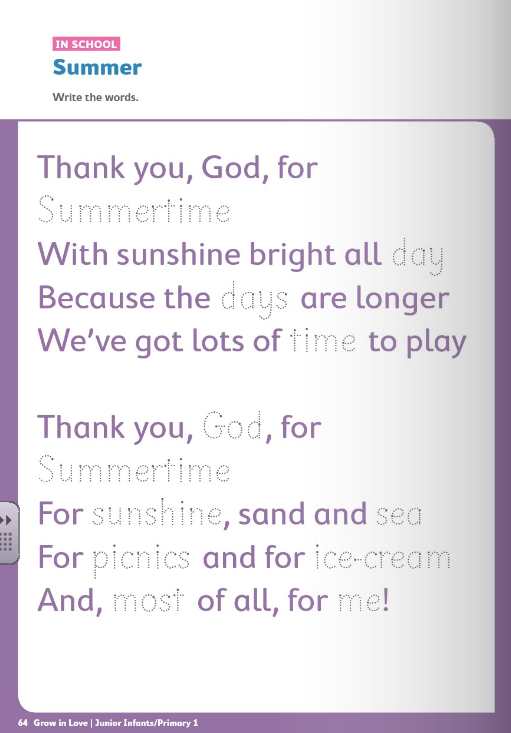 IN SCHOOL
Summer
Write the words.
Thank you, God, for
Summertime
With sunshine bright all day
Because the days are longer
We've got lots of time to play
Thank you, God, for
Summertime
For sunshine, sand and sea
For picnics and for ice-cream
And, most of all, for me!
64 Grow in Love | Junior Infants/Primary 1